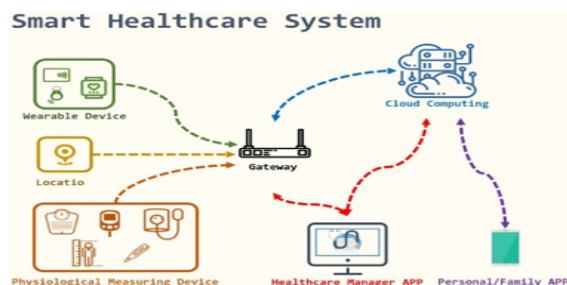 Smart Healthcare System
Wearable Device
Cloud Computing
Gateway
Locatio
Physiological Measuring Device
Healthcare Manager APP
Personal/Family APP